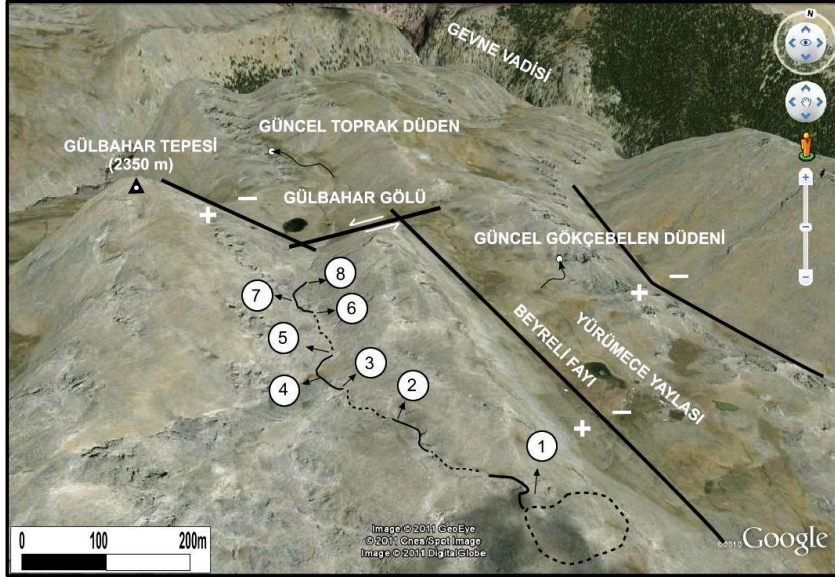 N
GEVNE VADİSİ
GÜNCEL TOPRAK DÜDEN
GÜLBAHAR TEPESİ
(2350 m)
GÜLBAHAR GÖLÜ
GÜNCEL GÖKÇEBELEN DÜDENİ
8
7
6
5
3
4
2
1
BEYRELİ FAYI
YÜRÜMECE YAYLASI
0 100 200m
Image © 2011 GeoEye
© 2011 Cnes/Spot Image
Image © 2011 DigitalGlobe
©2010 Google